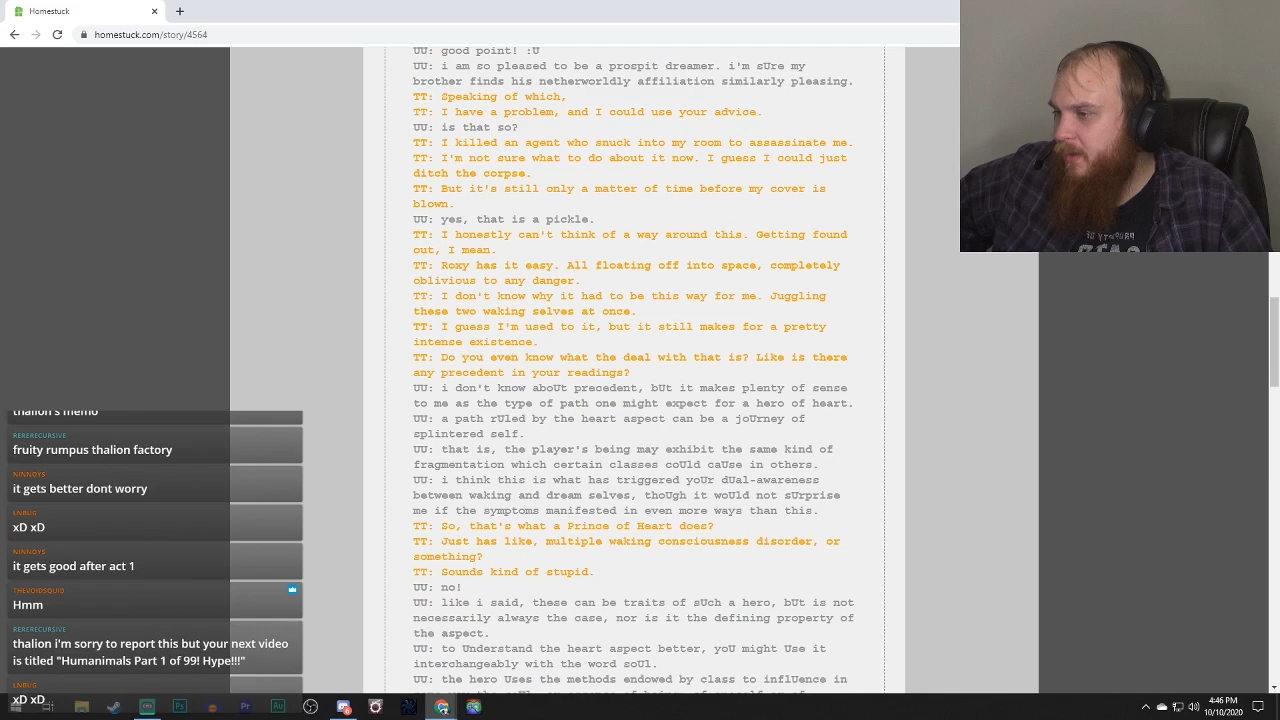 Homestuck
homestuck.com/story/4564
UU: good point! :U
UU: i am so pleased to be a prospit dreamer. i'm sUre my
brother finds his netherworldly affiliation similarly pleasing.
TT: Speaking of which,
TT: I have a problem, and I could use your advice.
UU: is that so?
TT: I killed an agent who snuck into my room to assassinate me.
TT: I'm not sure what to do about it now. I guess I could just
ditch the corpse.
TT: But it's still only a matter of time before my cover is
blown.
UU: yes, that is a pickle.
TT: I honestly can't think of a way around this. Getting found
out, I mean.
TT: Roxy has it easy. All floating off into space, completely
oblivious to any danger.
TT: I don't know why it had to be this way for me. Juggling
these two waking selves at once.
TT: I guess I'm used to it, but it still makes for a pretty
intense existence.
TT: Do you even know what the deal with that is? Like is there
any precedent in your readings?
UU: i don't know aboUt precedent, bUt it makes plenty of sense
to me as the type of path one might expect for a hero of heart.
UU: a path rUled by the heart aspect can be a joUrney of
splintered self.
UU: that is, the player's being may exhibit the same kind of
fragmentation which certain classes coUld caUse in others.
UU: i think this is what has triggered yoUr dUal-awareness
between waking and dream selves, thoUgh it woUld not sUrprise
me if the symptoms manifested in even more ways than this.
TT: So, that's what a Prince of Heart does?
TT: Just has like, multiple waking consciousness disorder, or
something?
TT: Sounds kind of stupid.
UU: no!
UU: like i said, these can be traits of sUch a hero, bUt is not
necessarily always the case, nor is it the defining property of
the aspect.
UU: to Understand the heart aspect better, yoU might Use it
interchangeably with the word soUl.
UU: the hero Uses the methods endowed by class to inflUence in
thalion's memo
RERERECURSIVE
fruity rumpus thalion factory
NINNOYS
it gets better dont worry
LNBUG
xD xD
NINNOYS
it gets good after act 1
THEVOIDSQUID
Hmm
RERERECURSIVE
thalion i'm sorry to report this but your next video
is titled "Humanimals Part 1 of 99! Hype!!!"
LNBUG
xD xD
4:46 PM
10/10/2020